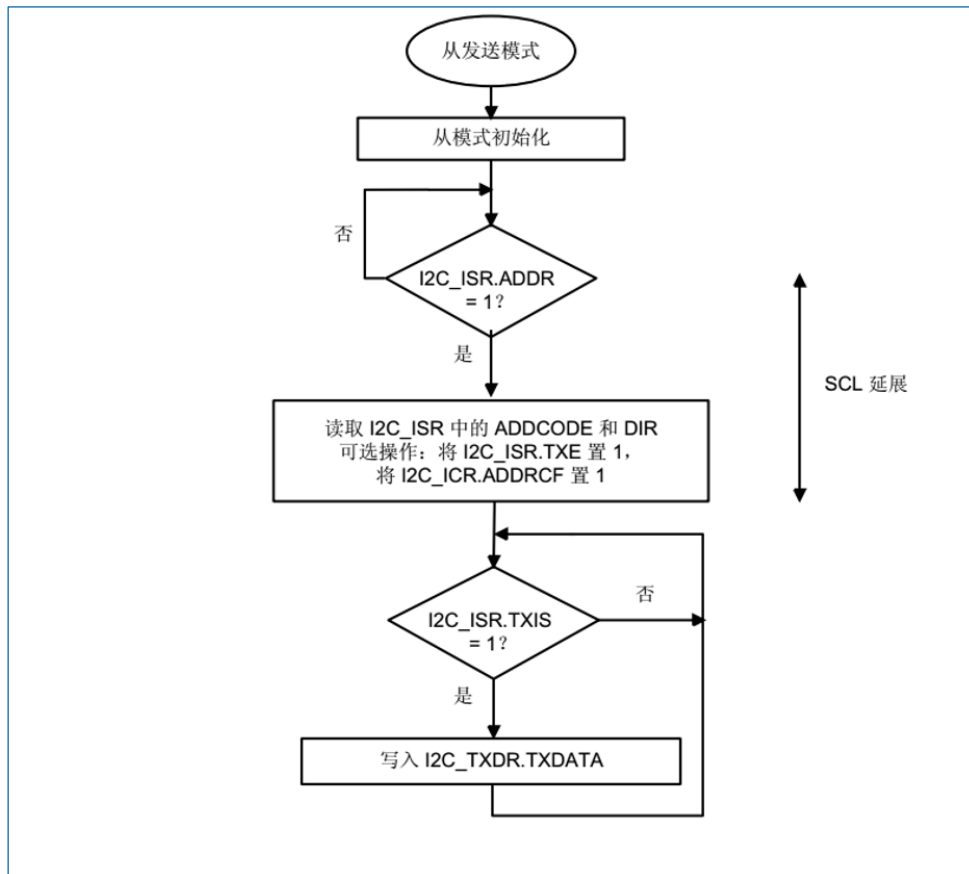 从发送模式
从模式初始化
否
I2C_ISR.ADDR
= 1?
是
SCL 延展
读取 I2C_ISR 中的 ADDCODE 和 DIR
可选操作：将 I2C_ISR.TXE 置 1，
将 I2C_ICR.ADDRCF 置 1
否
I2C_ISR.TXIS
= 1?
是
写入 I2C_TXDR.TXDATA